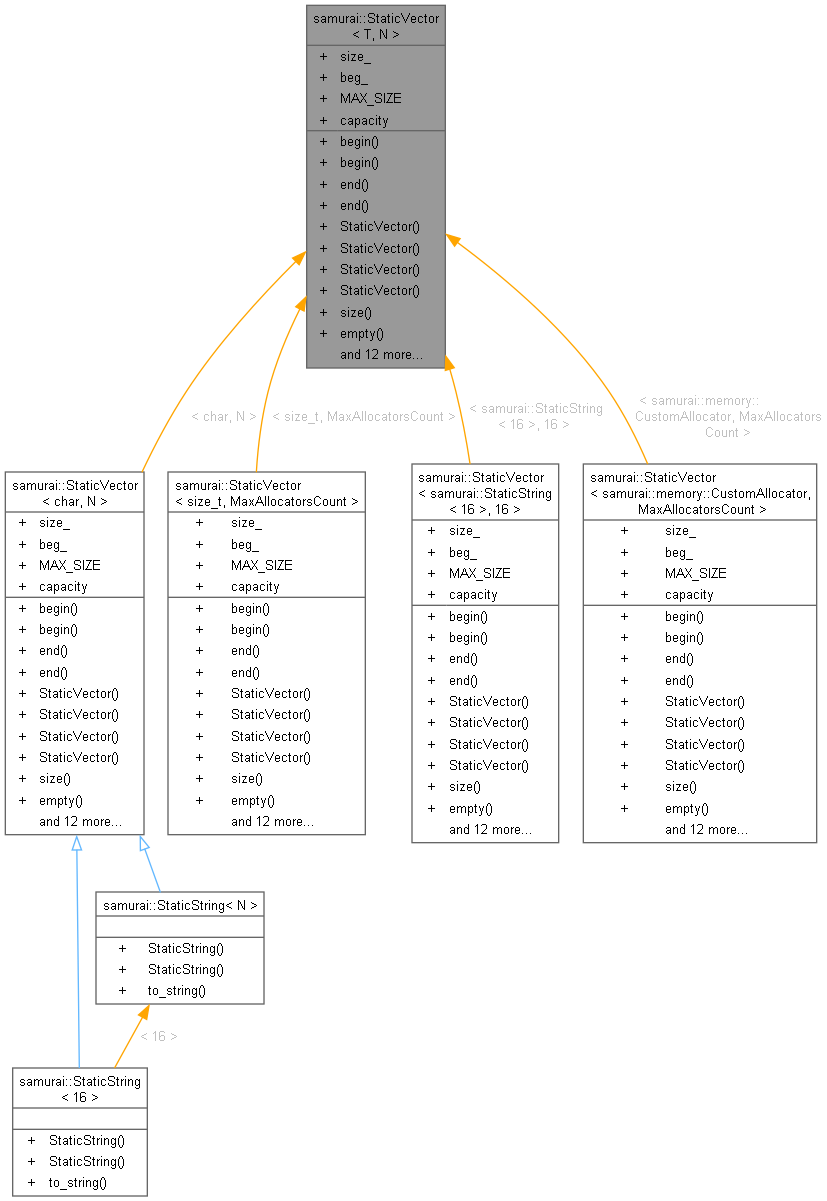 samurai::StaticVector
< T, N >
+ size_
+ beg_
+ MAX_SIZE
+ capacity
+ begin()
+ begin()
+ end()
+ end()
+ StaticVector()
+ StaticVector()
+ StaticVector()
+ StaticVector()
+ size()
+ empty()
and 12 more...
< char, N >
< size_t, MaxAllocatorsCount >
< samurai::StaticString
< 16 >, 16 >
< samurai::memory::
CustomAllocator, MaxAllocators
Count >
samurai::StaticVector
< char, N >
+ size_
+ beg_
+ MAX_SIZE
+ capacity
+ begin()
+ begin()
+ end()
+ end()
+ StaticVector()
+ StaticVector()
+ StaticVector()
+ StaticVector()
+ size()
+ empty()
and 12 more...
samurai::StaticVector
< size_t, MaxAllocatorsCount >
+ size_
+ beg_
+ MAX_SIZE
+ capacity
+ begin()
+ begin()
+ end()
+ end()
+ StaticVector()
+ StaticVector()
+ StaticVector()
+ StaticVector()
+ size()
+ empty()
and 12 more...
samurai::StaticVector
< samurai::StaticString
< 16 >, 16 >
+ size_
+ beg_
+ MAX_SIZE
+ capacity
+ begin()
+ begin()
+ end()
+ end()
+ StaticVector()
+ StaticVector()
+ StaticVector()
+ StaticVector()
+ size()
+ empty()
and 12 more...
samurai::StaticVector
< samurai::memory::CustomAllocator,
MaxAllocatorsCount >
+ size_
+ beg_
+ MAX_SIZE
+ capacity
+ begin()
+ begin()
+ end()
+ end()
+ StaticVector()
+ StaticVector()
+ StaticVector()
+ StaticVector()
+ size()
+ empty()
and 12 more...
samurai::StaticString< N >
+ StaticString()
+ StaticString()
+ to_string()
< 16 >
samurai::StaticString
< 16 >
+ StaticString()
+ StaticString()
+ to_string()